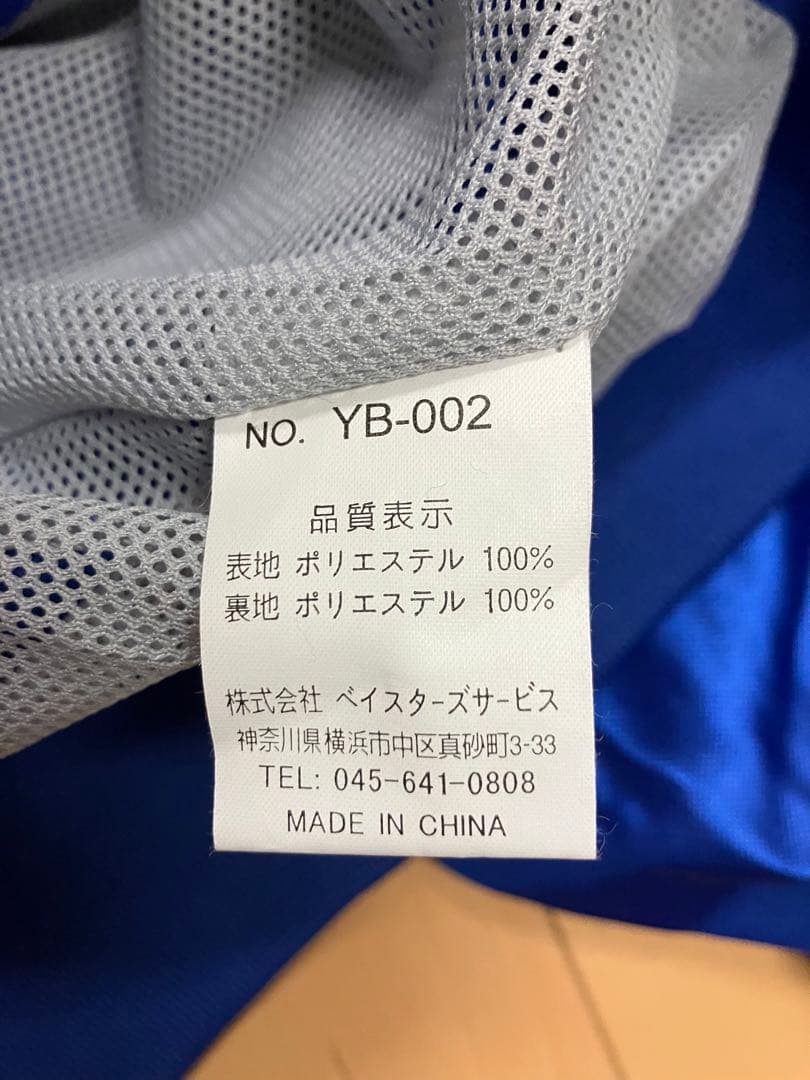 NO. YB-002
品質表示
表地 ポリエステル 100%
裏地 ポリエステル 100%
株式会社 ベイスターズサービス
神奈川県横浜市中区真砂町3-33
TEL: 045-641-0808
MADE IN CHINA